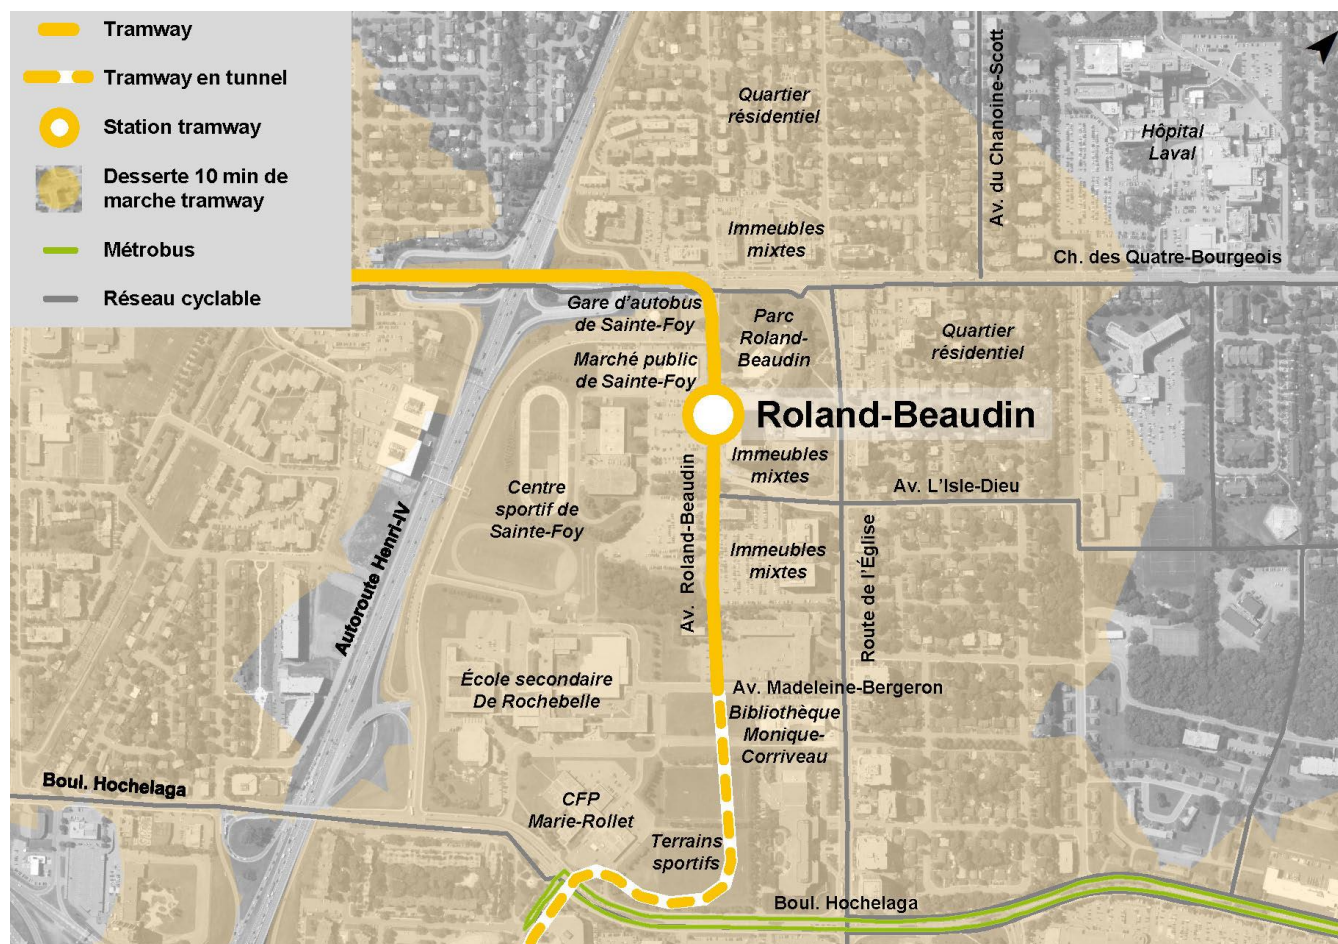 Tramway
Tramway en tunnel
Station tramway
Desserte 10 min de
marche tramway
Métrobus
Réseau cyclable
Quartier
résidentiel
Av. du Chanoine-Scott
Hôpital
Laval
Immeubles
mixtes
Ch. des Quatre-Bourgeois
Gare d'autobus
de Sainte-Foy
Parc
Roland-
Beaudin
Quartier
résidentiel
Marché public
de Sainte-Foy
Roland-Beaudin
Immeubles
mixtes
Av. Roland-Beaudin
Av. L'Isle-Dieu
Centre
sportif de
Sainte-Foy
Autoroute Henri-IV
Immeubles
mixtes
Route de l'Église
École secondaire
De Rochebelle
Av. Madeleine-Bergeron
Bibliothèque
Monique-
Corriveau
Boul. Hochelaga
CFP
Marie-Rollet
Terrains
sportifs
Boul. Hochelaga